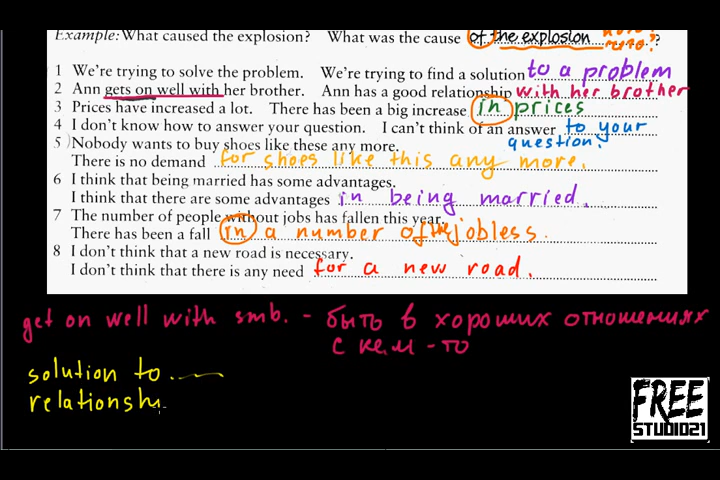 Example: What caused the explosion? What was the cause of the explosion ?
1 We're trying to solve the problem. We're trying to find a solution to a problem
2 Ann gets on well with her brother. Ann has a good relationship with her brother
3 Prices have increased a lot. There has been a big increase in prices
4 I don't know how to answer your question. I can't think of an answer to your
question.
5 Nobody wants to buy shoes like these any more.
There is no demand for shoes like this any more.
6 I think that being married has some advantages.
I think that there are some advantages in being married.
7 The number of people without jobs has fallen this year.
There has been a fall in a number of the jobless.
8 I don't think that a new road is necessary.
I don't think that there is any need for a new road.
get on well with smb. - быть в хороших отношениях
с кем-то
solution to
relationshi
FREE
STUDIO21